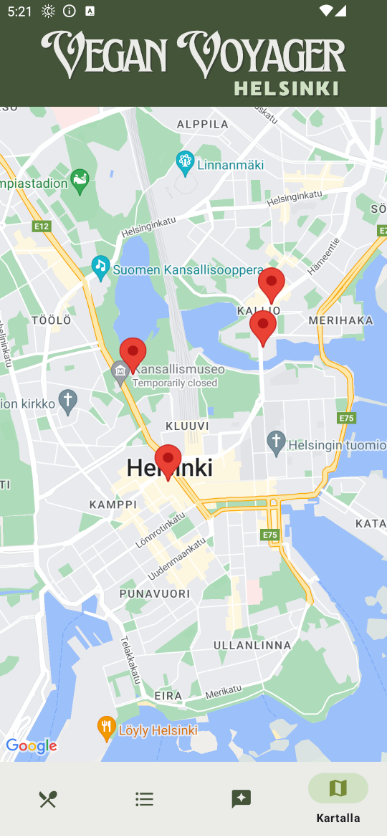 5:21
VEGAN VOYAGER
HELSINKI
ALPPILA
Linnanmäki
mpiastadion
Helsinginkatu
E12
Helsinginkatu
Hämeentie
Suomen Kansallisooppera
KALLIO
MERIHAKA
TÖÖLÖ
Kansallismuseo
Temporarily closed
ion kirkko
KLUUVI
E75
Helsingin tuomio
Helsinki
KAMPPI
Lönnrotinkatu
E75
KATA
Uudenmaankatu
PUNAVUORI
Telakkakatu
ULLANLINNA
EIRA
Merikatu
Löyly Helsinki
Google
Kartalla